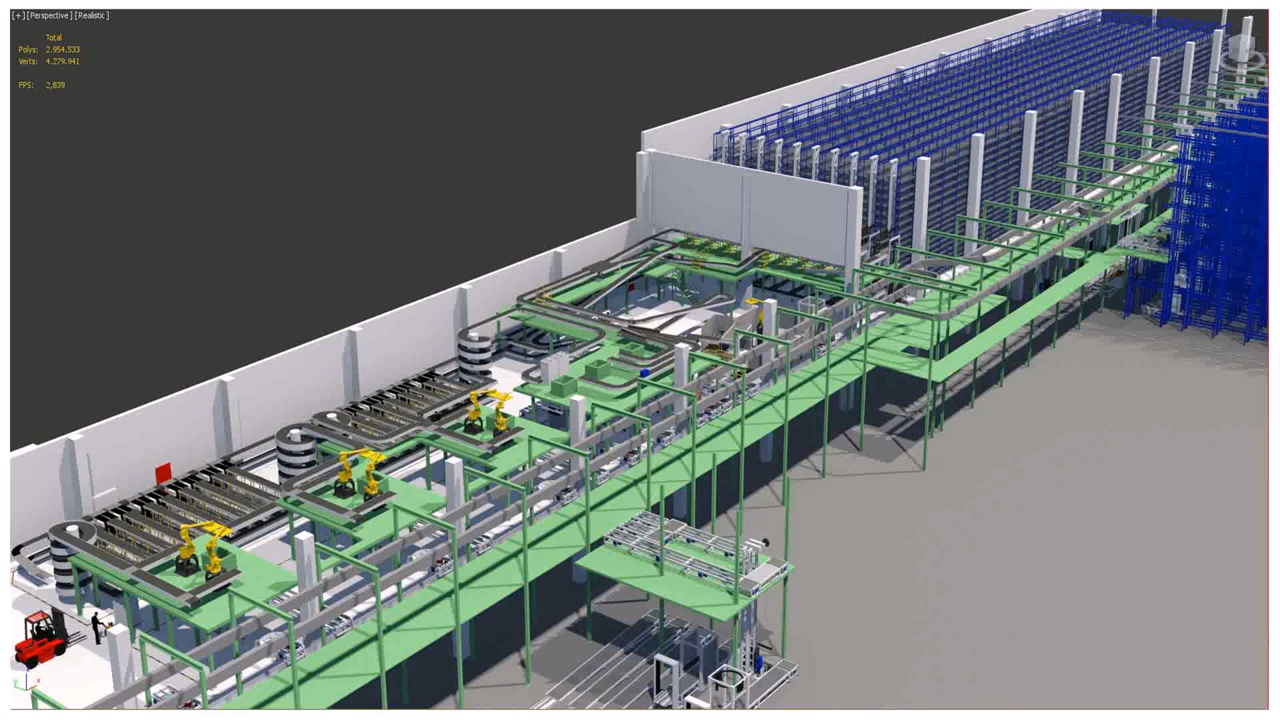 [+][Perspective][Realistic]
Total
Polys: 2.954.533
Verts: 4.279.941
FPS: 2,839